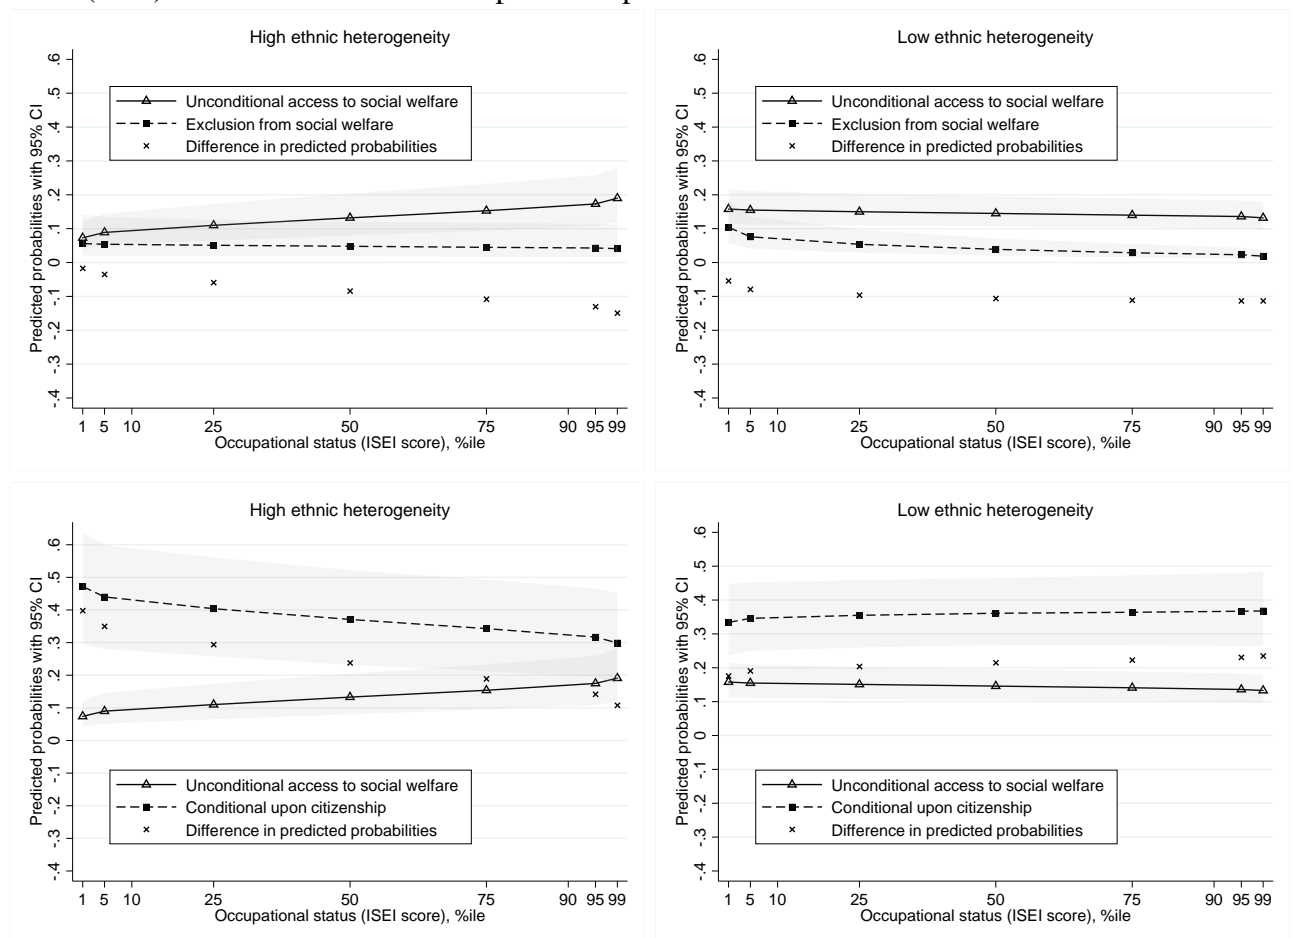 High ethnic heterogeneity
Predicted probabilities with 95% CI
.6
.5
.4
.3
.2
.1
0
-.1
-.2
-.3
-.4
Unconditional access to social welfare
Exclusion from social welfare
Difference in predicted probabilities
1 5 10 25 50 75 90 95 99
Occupational status (ISEI score), %ile
Low ethnic heterogeneity
Predicted probabilities with 95% CI
.6
.5
.4
.3
.2
.1
0
-.1
-.2
-.3
-.4
Unconditional access to social welfare
Exclusion from social welfare
Difference in predicted probabilities
1 5 10 25 50 75 90 95 99
Occupational status (ISEI score), %ile
High ethnic heterogeneity
Predicted probabilities with 95% CI
.6
.5
.4
.3
.2
.1
0
-.1
-.2
-.3
-.4
Unconditional access to social welfare
Conditional upon citizenship
Difference in predicted probabilities
1 5 10 25 50 75 90 95 99
Occupational status (ISEI score), %ile
Low ethnic heterogeneity
Predicted probabilities with 95% CI
.6
.5
.4
.3
.2
.1
0
-.1
-.2
-.3
-.4
Unconditional access to social welfare
Conditional upon citizenship
Difference in predicted probabilities
1 5 10 25 50 75 90 95 99
Occupational status (ISEI score), %ile